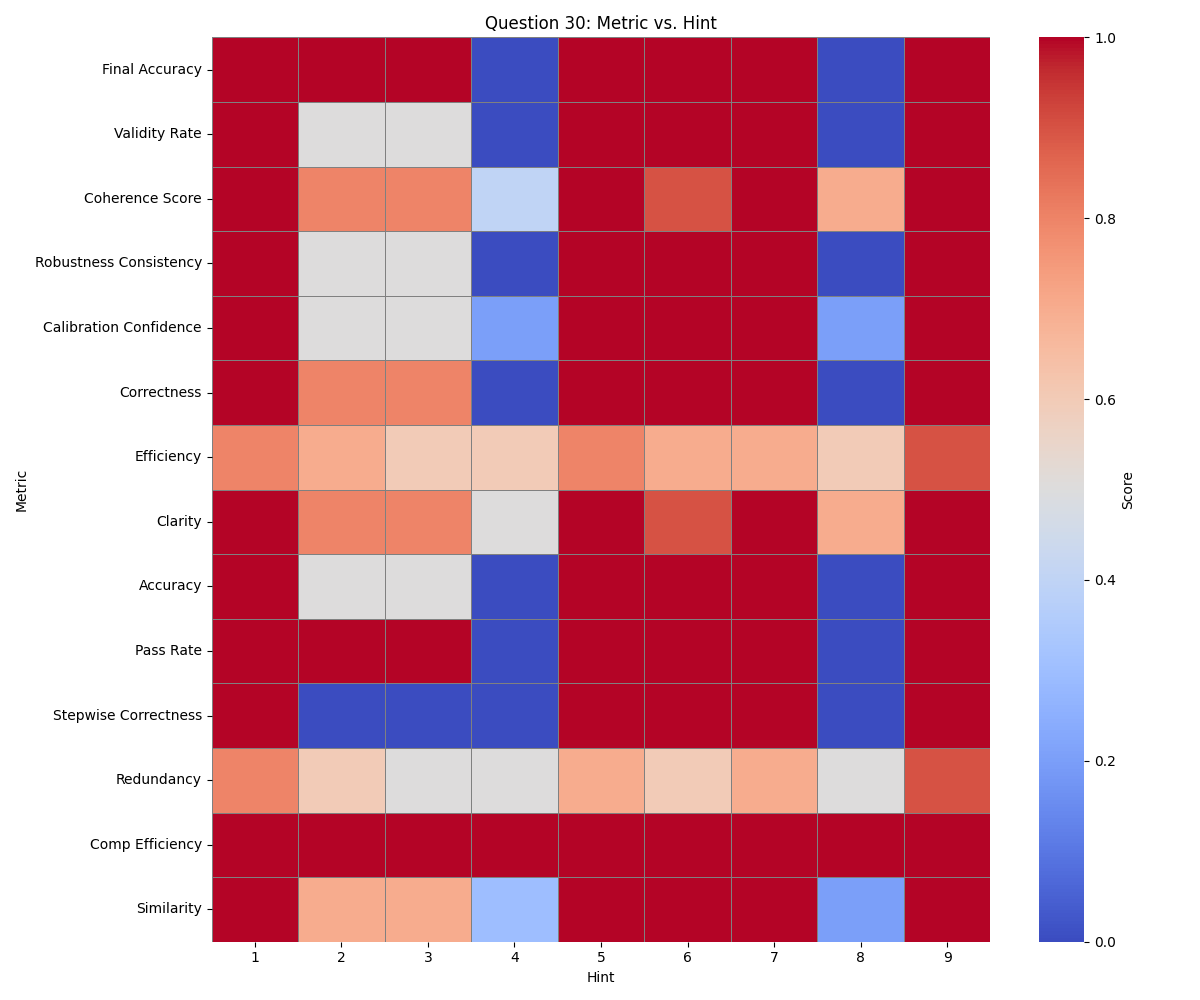 Question 30: Metric vs. Hint
Final Accuracy
Validity Rate
Coherence Score
Robustness Consistency
Calibration Confidence
Correctness
Efficiency
Clarity
Accuracy
Pass Rate
Stepwise Correctness
Redundancy
Comp Efficiency
Similarity
Metric
1 2 3 4 5 6 7 8 9
Hint
1.0
0.8
0.6
0.4
0.2
0.0
Score